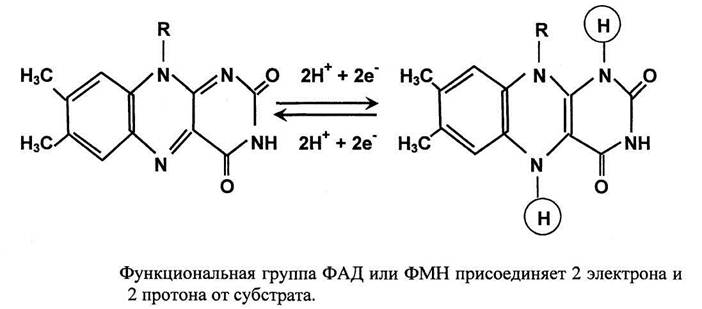 R
H₃C
H₃C
N
N
N
NH
O
O
2H⁺ + 2e⁻
2H⁺ + 2e⁻
R
H
H₃C
H₃C
N
N
N
H
NH
O
O
Функциональная группа ФАД или ФМН присоединяет 2 электрона и
2 протона от субстрата.